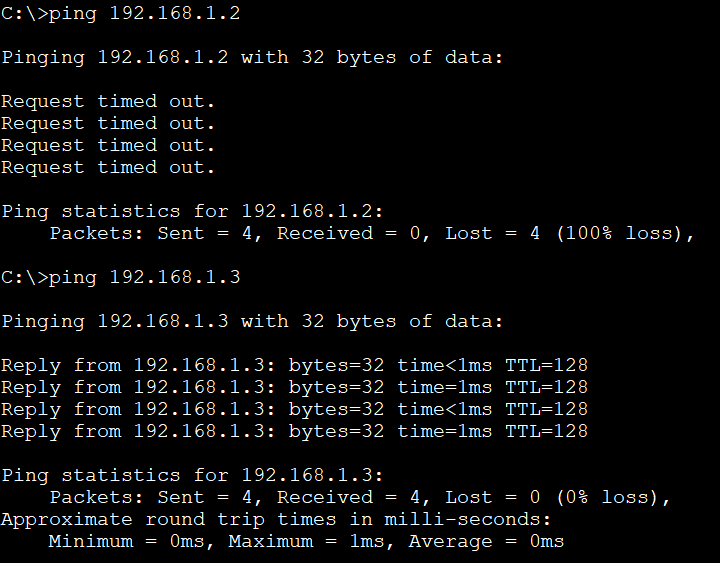 C:\>ping 192.168.1.2
Pinging 192.168.1.2 with 32 bytes of data:
Request timed out.
Request timed out.
Request timed out.
Request timed out.
Ping statistics for 192.168.1.2:
    Packets: Sent = 4, Received = 0, Lost = 4 (100% loss),
C:\>ping 192.168.1.3
Pinging 192.168.1.3 with 32 bytes of data:
Reply from 192.168.1.3: bytes=32 time<1ms TTL=128
Reply from 192.168.1.3: bytes=32 time=1ms TTL=128
Reply from 192.168.1.3: bytes=32 time<1ms TTL=128
Reply from 192.168.1.3: bytes=32 time=1ms TTL=128
Ping statistics for 192.168.1.3:
    Packets: Sent = 4, Received = 4, Lost = 0 (0% loss),
Approximate round trip times in milli-seconds:
    Minimum = 0ms, Maximum = 1ms, Average = 0ms